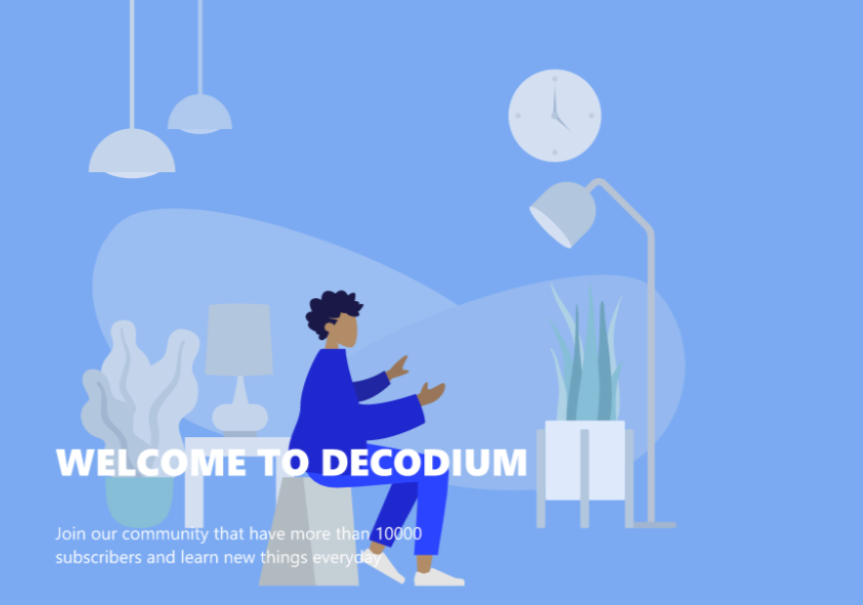 WELCOME TO DECODIUM
Join our community that have more than 10000
subscribers and learn new things everyday